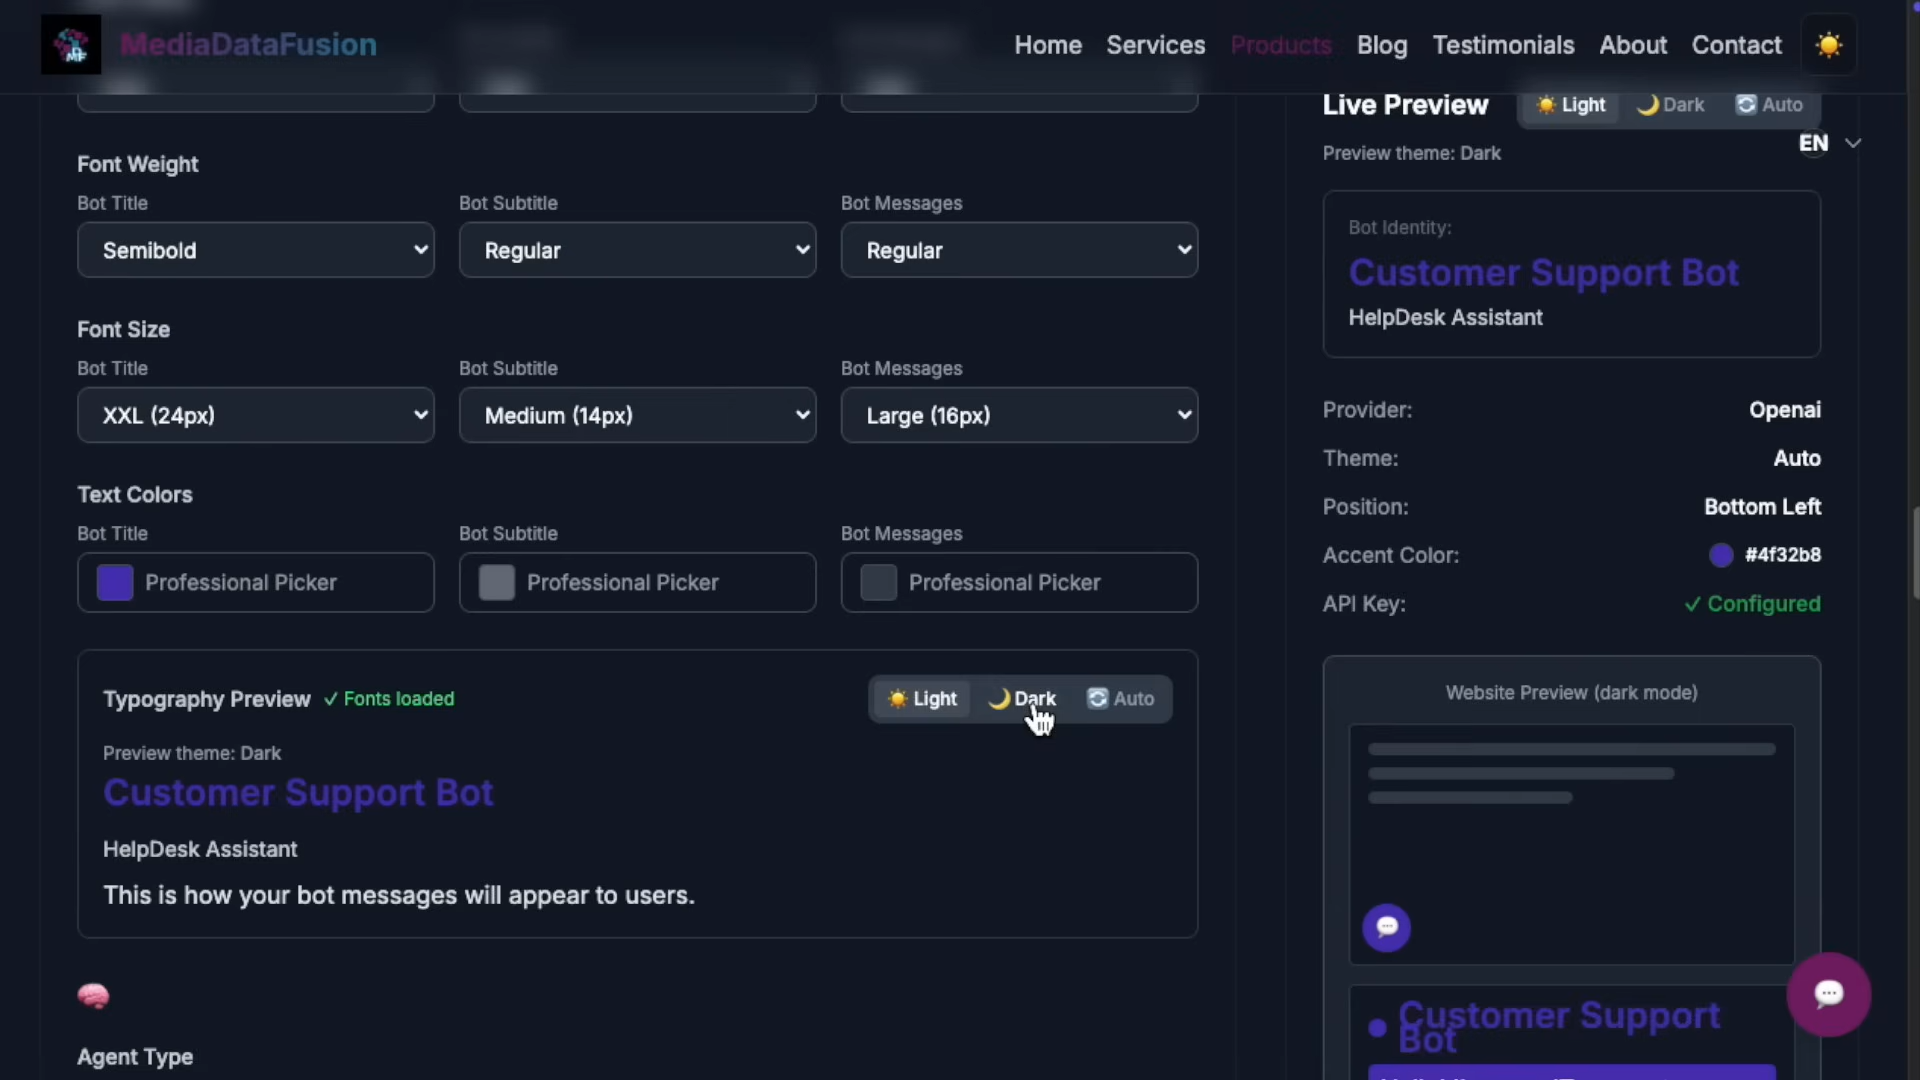 MediaDataFusion
Home Services Products Blog Testimonials About Contact
Font Weight
Bot Title Bot Subtitle Bot Messages
Semibold Regular Regular
Font Size
Bot Title Bot Subtitle Bot Messages
XXL (24px) Medium (14px) Large (16px)
Text Colors
Bot Title Bot Subtitle Bot Messages
Professional Picker Professional Picker Professional Picker
Typography Preview ✓ Fonts loaded Light Dark Auto
Preview theme: Dark
Customer Support Bot
HelpDesk Assistant
This is how your bot messages will appear to users.
Agent Type
Live Preview Light Dark Auto
EN
Preview theme: Dark
Bot Identity:
Customer Support Bot
HelpDesk Assistant
Provider: Openai
Theme: Auto
Position: Bottom Left
Accent Color: #4f32b8
API Key: ✓ Configured
Website Preview (dark mode)
Customer Support
Bot